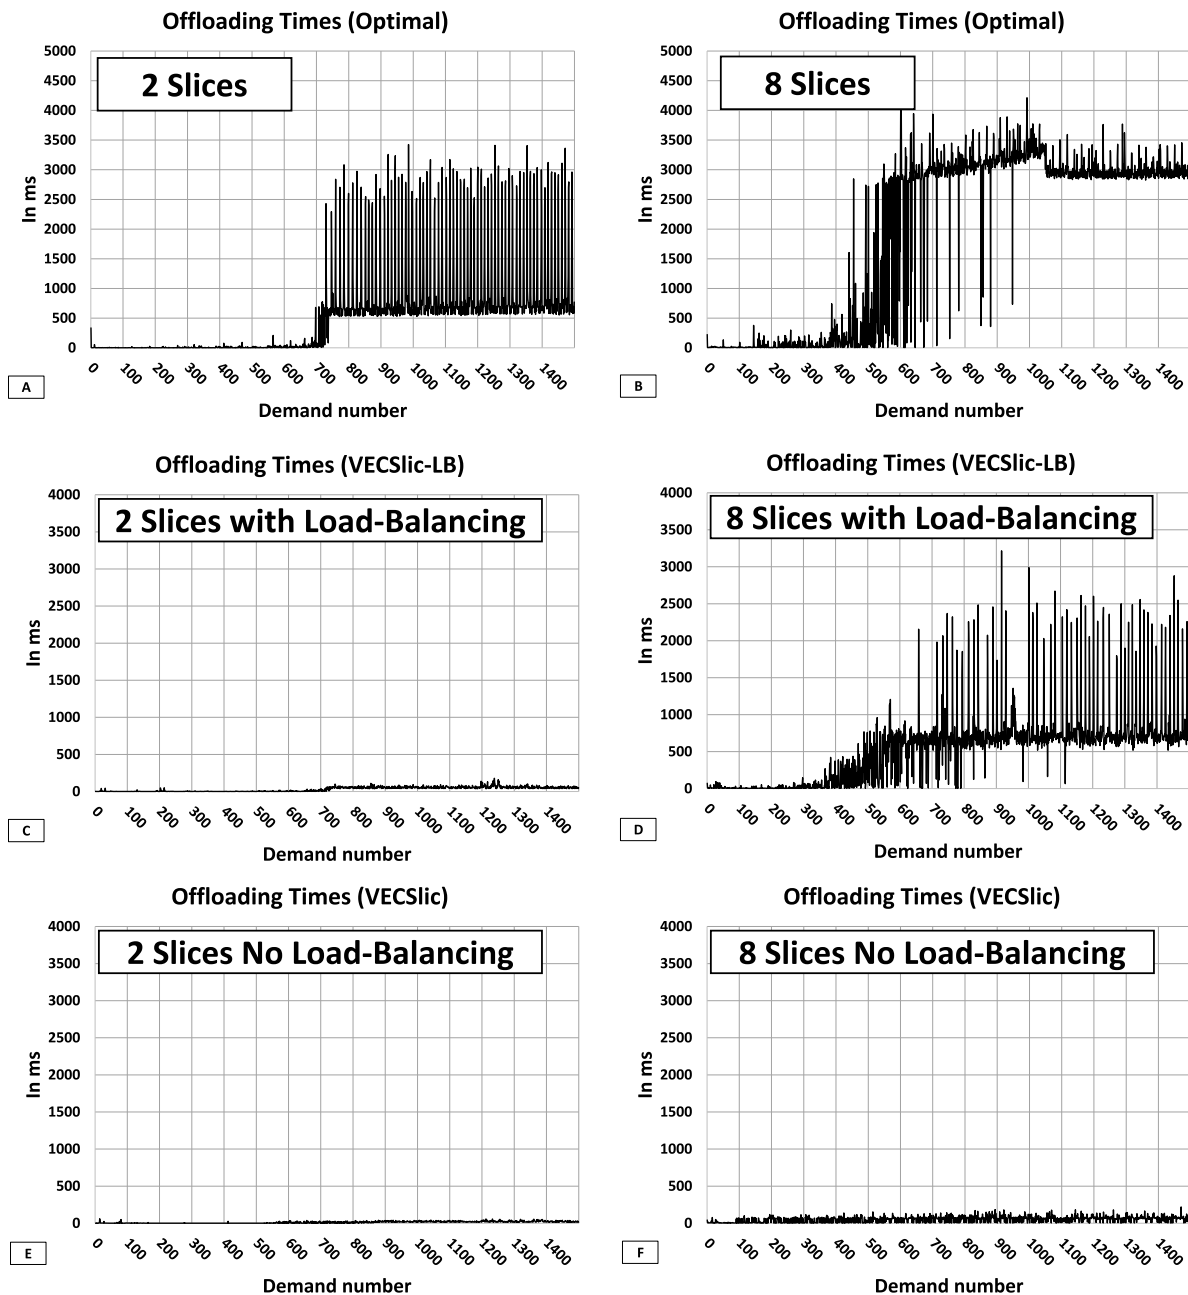 Offloading Times (Optimal)
5000
4500
4000
3500
3000
2500
2000
1500
1000
500
0
In ms
2 Slices
0 100 200 300 400 500 600 700 800 900 1000 1100 1200 1300 1400
Demand number
A
Offloading Times (Optimal)
5000
4500
4000
3500
3000
2500
2000
1500
1000
500
0
In ms
8 Slices
0 100 200 300 400 500 600 700 800 900 1000 1100 1200 1300 1400
Demand number
B
Offloading Times (VECSlic-LB)
4000
3500
3000
2500
2000
1500
1000
500
0
In ms
2 Slices with Load-Balancing
0 100 200 300 400 500 600 700 800 900 1000 1100 1200 1300 1400
Demand number
C
Offloading Times (VECSlic-LB)
4000
3500
3000
2500
2000
1500
1000
500
0
In ms
8 Slices with Load-Balancing
0 100 200 300 400 500 600 700 800 900 1000 1100 1200 1300 1400
Demand number
D
Offloading Times (VECSlic)
4000
3500
3000
2500
2000
1500
1000
500
0
In ms
2 Slices No Load-Balancing
0 100 200 300 400 500 600 700 800 900 1000 1100 1200 1300 1400
Demand number
E
Offloading Times (VECSlic)
4000
3500
3000
2500
2000
1500
1000
500
0
In ms
8 Slices No Load-Balancing
0 100 200 300 400 500 600 700 800 900 1000 1100 1200 1300 1400
Demand number
F